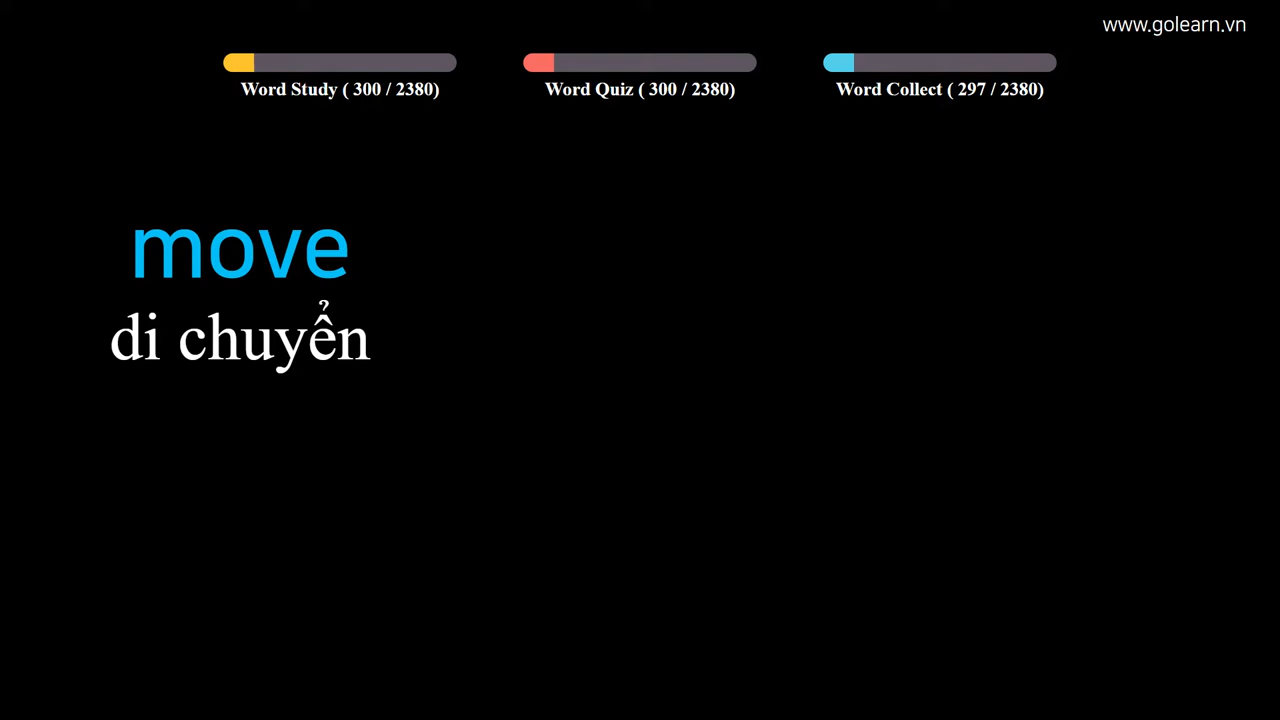 www.golearn.vn
Word Study ( 300 / 2380)
Word Quiz ( 300 / 2380)
Word Collect ( 297 / 2380)
move
di chuyển